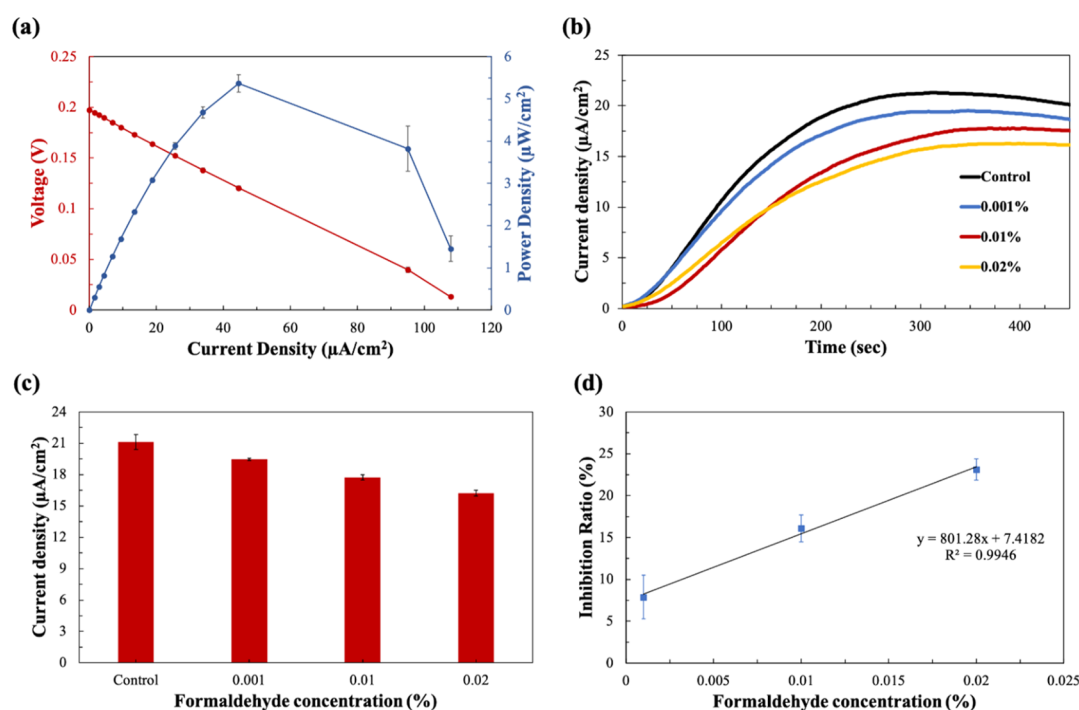 (a)
0.25
0.2
0.15
0.1
0.05
0
Voltage (V)
6
5
4
3
2
1
0
Power Density (µW/cm²)
0 20 40 60 80 100 120
Current Density (µA/cm²)
(b)
25
20
15
10
5
0
Current density (µA/cm²)
Control
0.001%
0.01%
0.02%
0 100 200 300 400
Time (sec)
(c)
24
21
18
15
12
9
6
3
0
Current density (µA/cm²)
Control 0.001 0.01 0.02
Formaldehyde concentration (%)
(d)
30
25
20
15
10
5
0
Inhibition Ratio (%)
y = 801.28x + 7.4182
R² = 0.9946
0 0.005 0.01 0.015 0.02 0.025
Formaldehyde concentration (%)